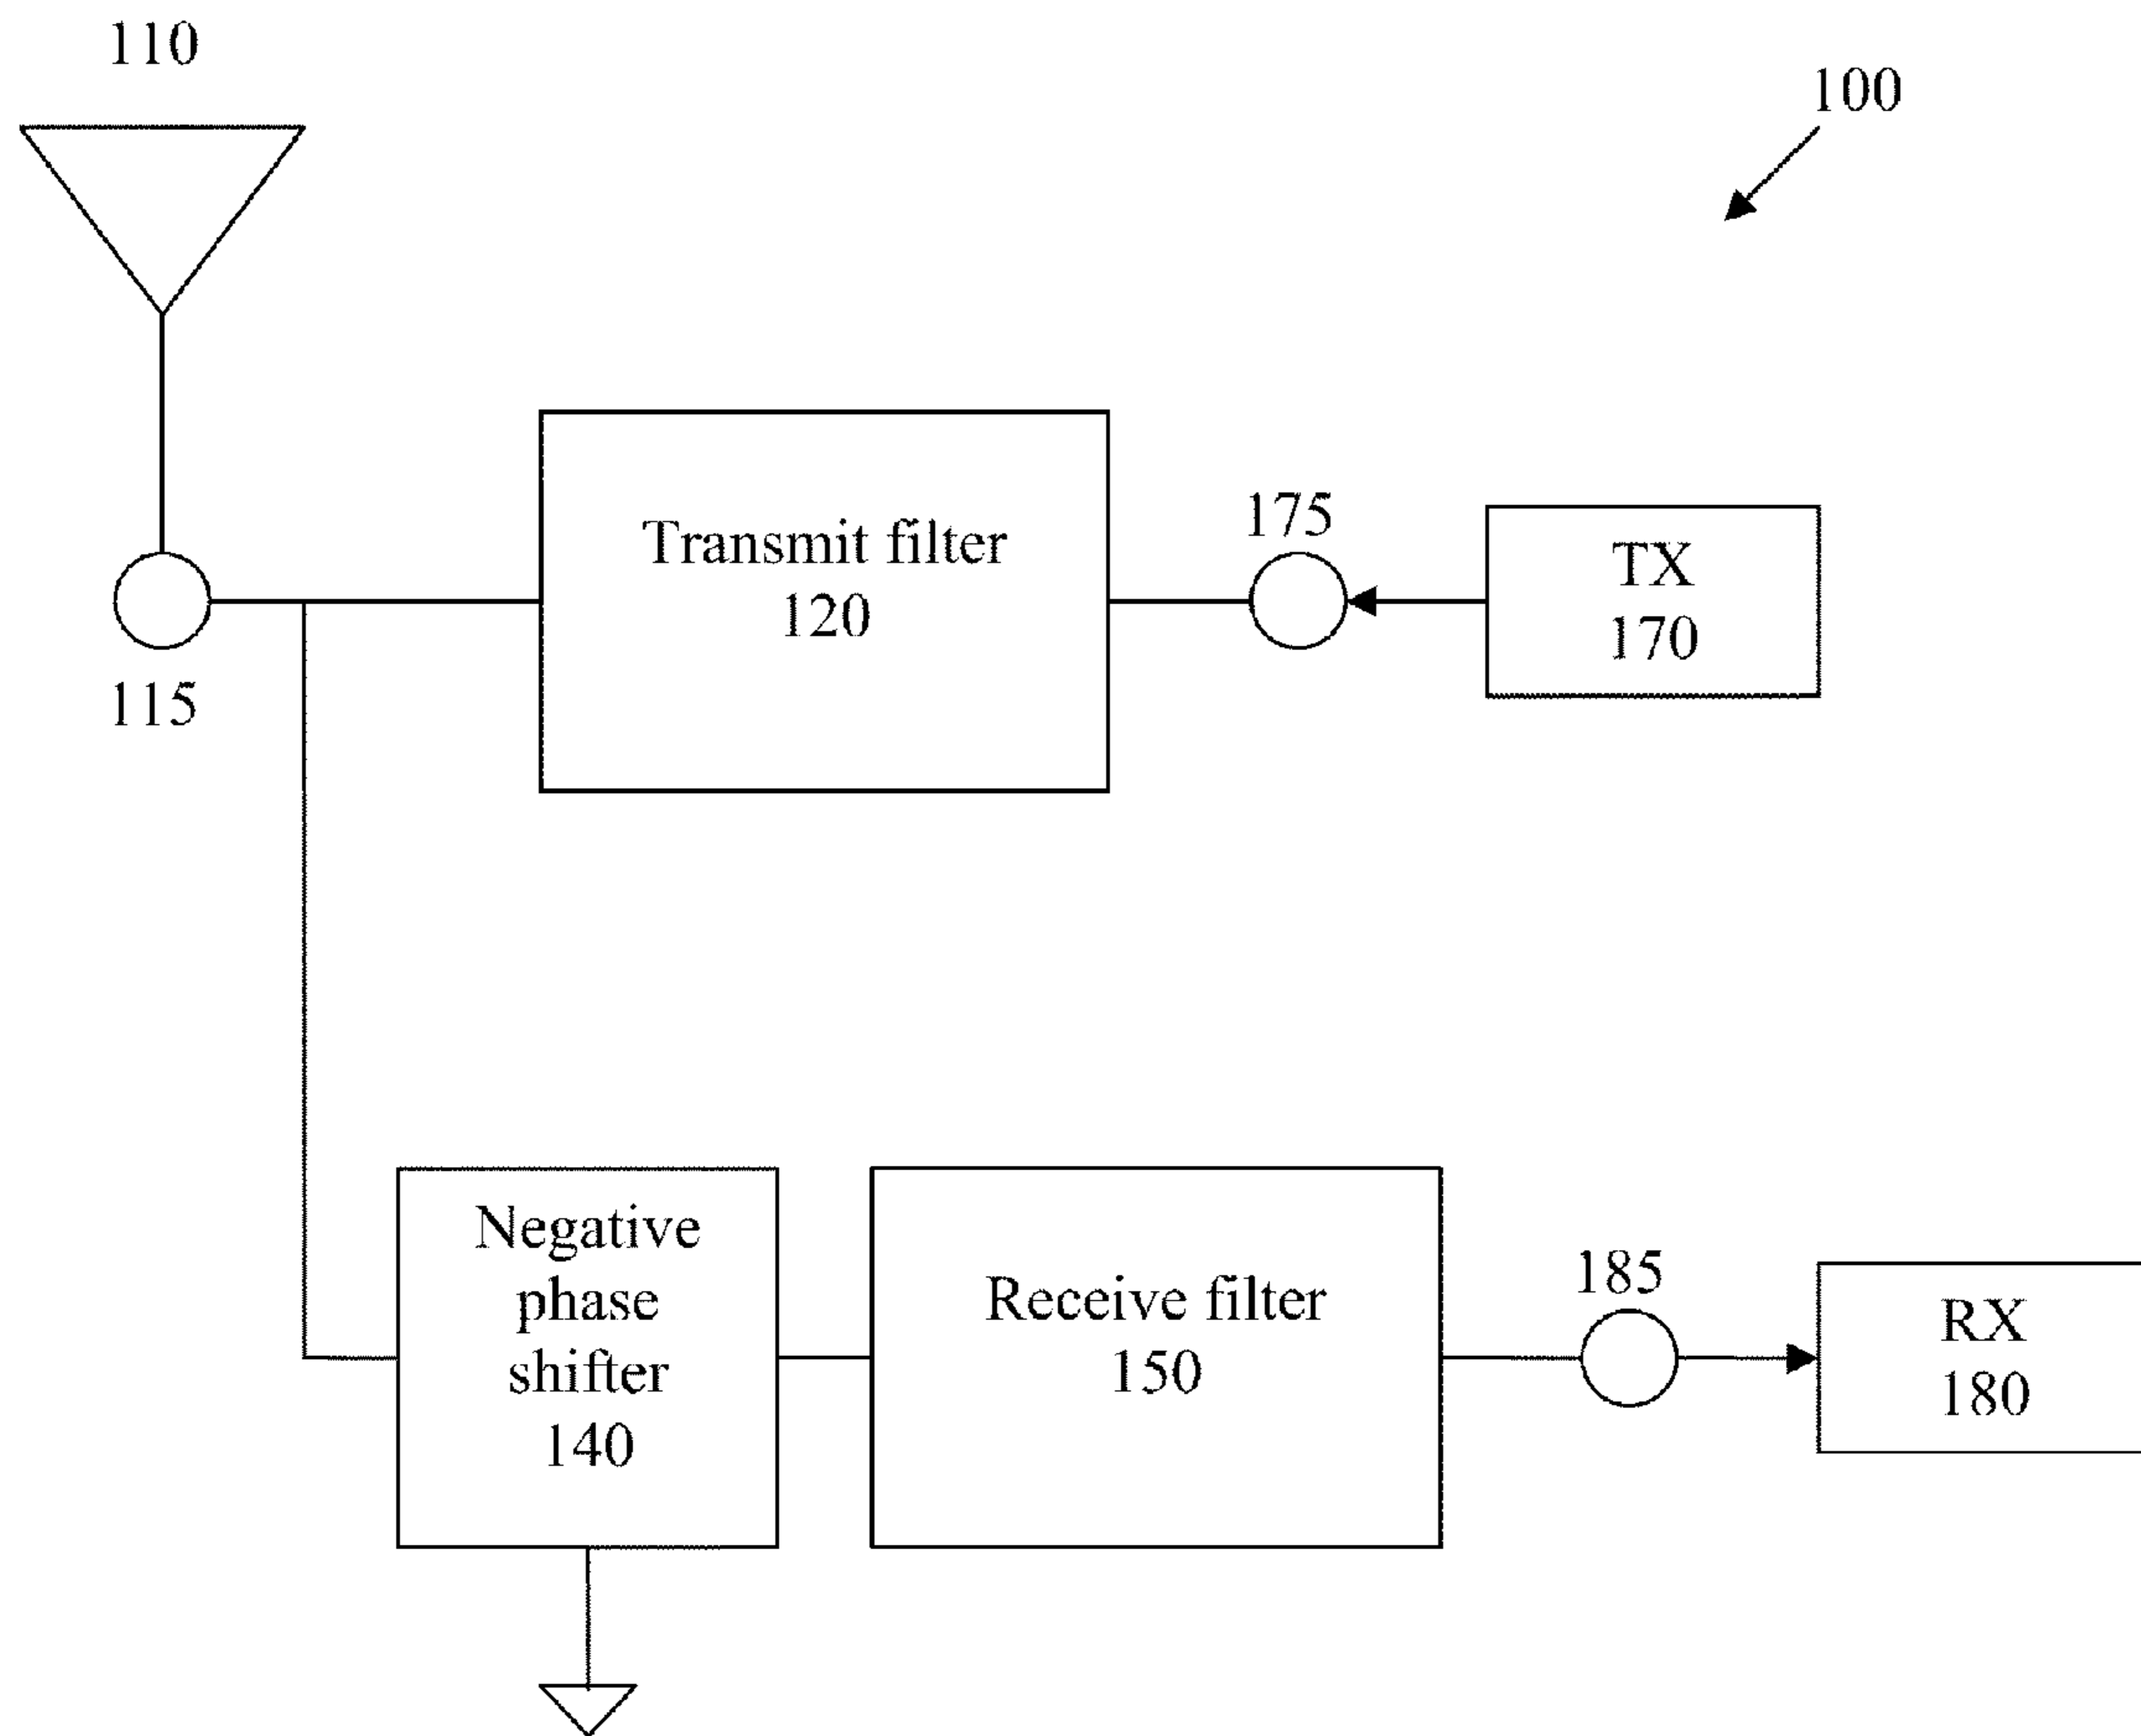 110
100
Transmit filter
120
175
TX
170
115
Negative
phase
shifter
140
Receive filter
150
185
RX
180